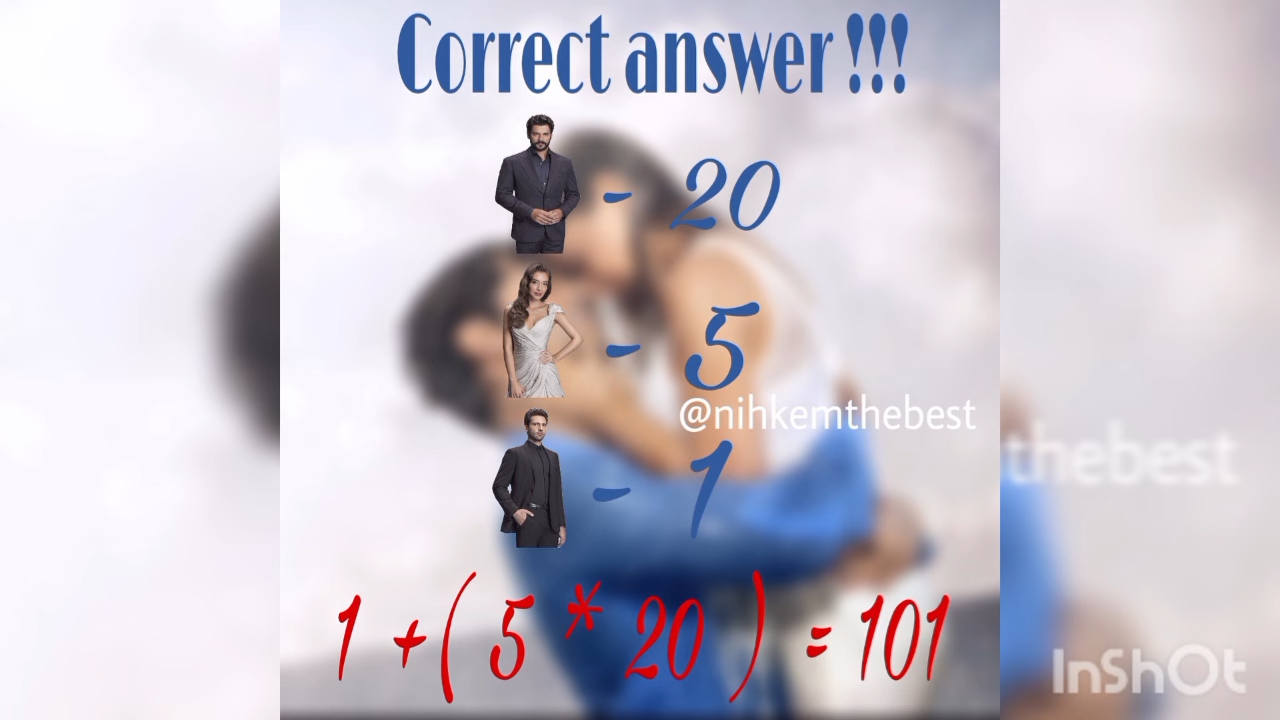 Correct answer !!!
- 20
- 5
@nihkemthebest
thebest
- 1
1 + ( 5 * 20 ) = 101
InShOt